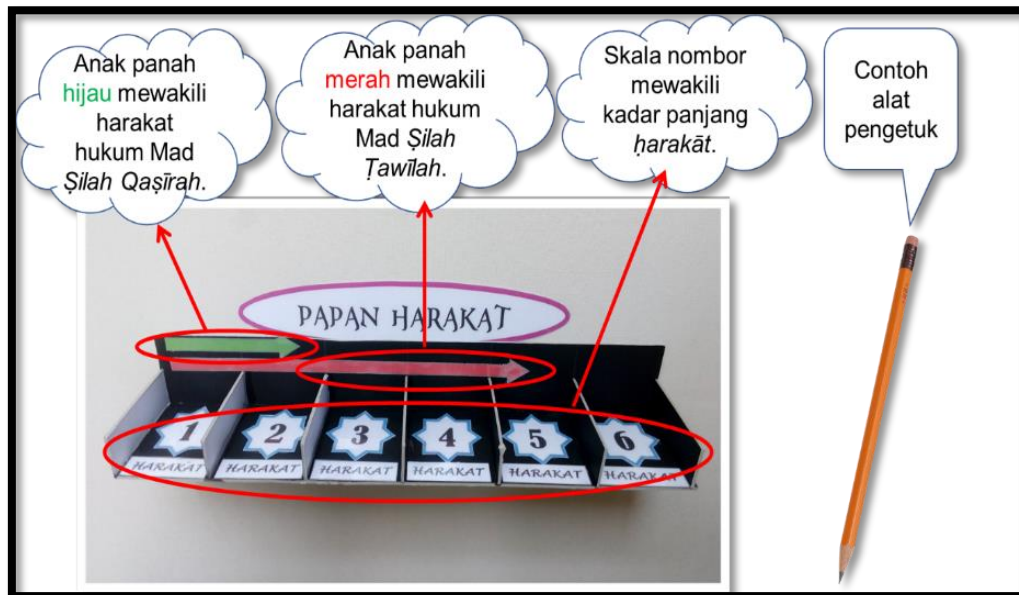 Anak panah
hijau mewakili
harakat
hukum Mad
Ṣilah Qaṣīrah.
Anak panah
merah mewakili
harakat hukum
Mad Ṣilah
Ṭawīlah.
Skala nombor
mewakili
kadar panjang
ḥarakāt.
Contoh
alat
pengetuk
PAPAN HARAKAT
1
2
3
4
5
6
HARAKAT
HARAKAT
HARAKAT
HARAKAT
HARAKAT
HARAKAT